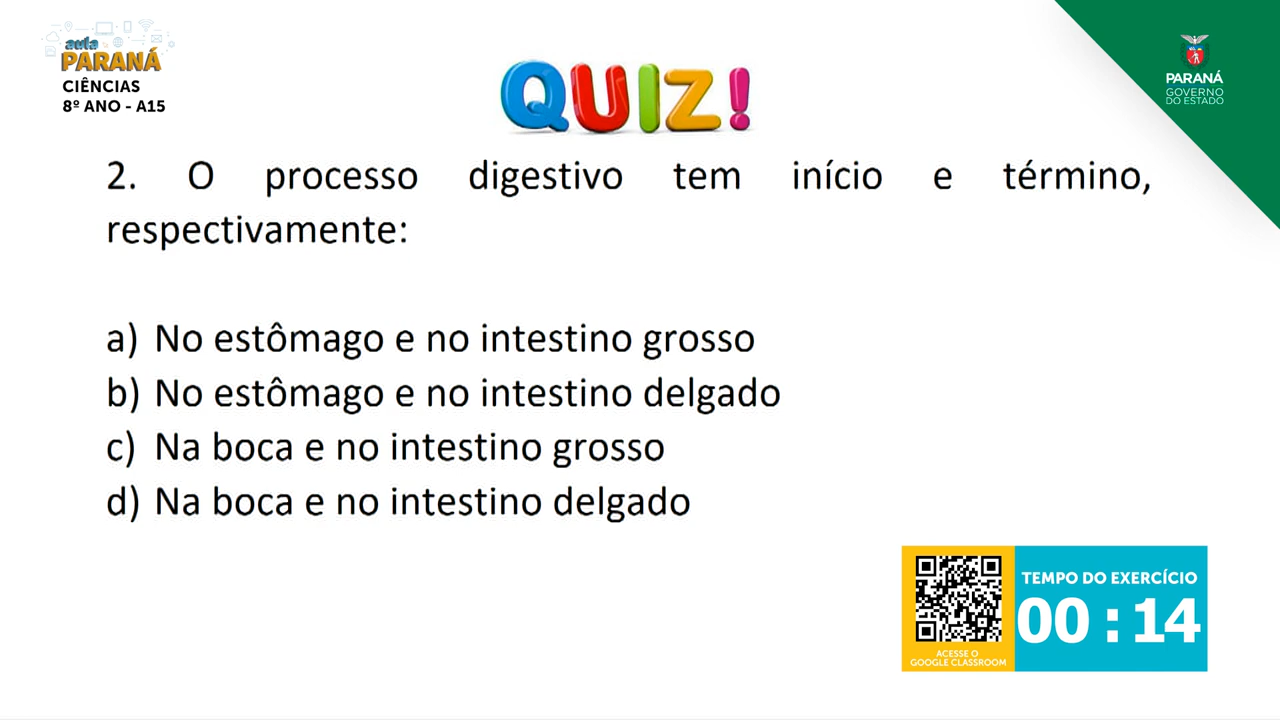 aula
PARANÁ
CIÊNCIAS
8º ANO - A15
QUIZ!
PARANÁ
GOVERNO
DO ESTADO
2. O processo digestivo tem início e término,
respectivamente:
a) No estômago e no intestino grosso
b) No estômago e no intestino delgado
c) Na boca e no intestino grosso
d) Na boca e no intestino delgado
ACESSE O
GOOGLE CLASSROOM
TEMPO DO EXERCÍCIO
00 : 14